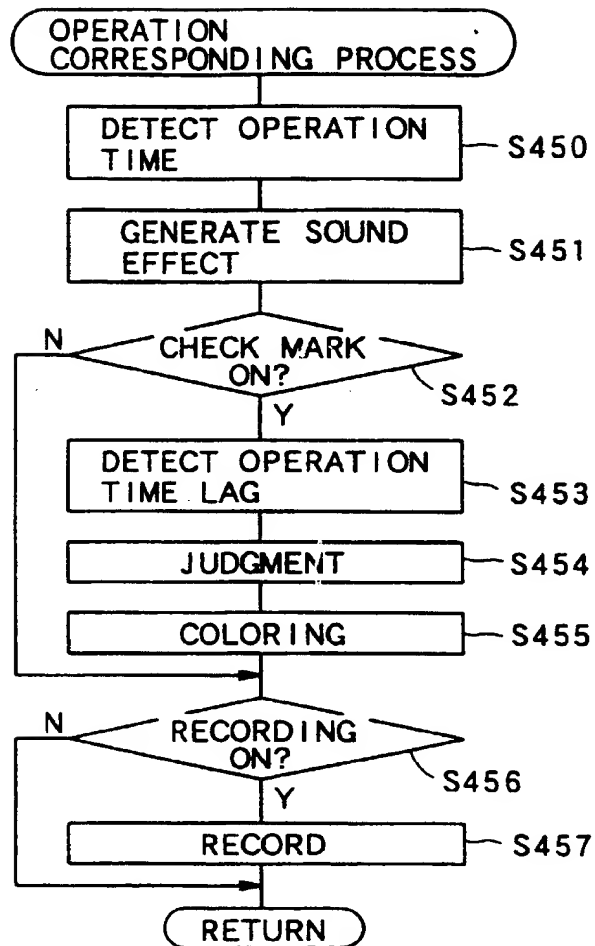 OPERATION
CORRESPONDING PROCESS
DETECT OPERATION
TIME
S450
GENERATE SOUND
EFFECT
S451
N
CHECK MARK
ON?
S452
Y
DETECT OPERATION
TIME LAG
S453
JUDGMENT
S454
COLORING
S455
N
RECORDING
ON?
S456
Y
RECORD
S457
RETURN